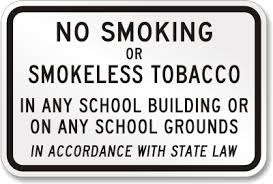 NO SMOKING
OR
SMOKELESS TOBACCO
IN ANY SCHOOL BUILDING OR
ON ANY SCHOOL GROUNDS
IN ACCORDANCE WITH STATE LAW